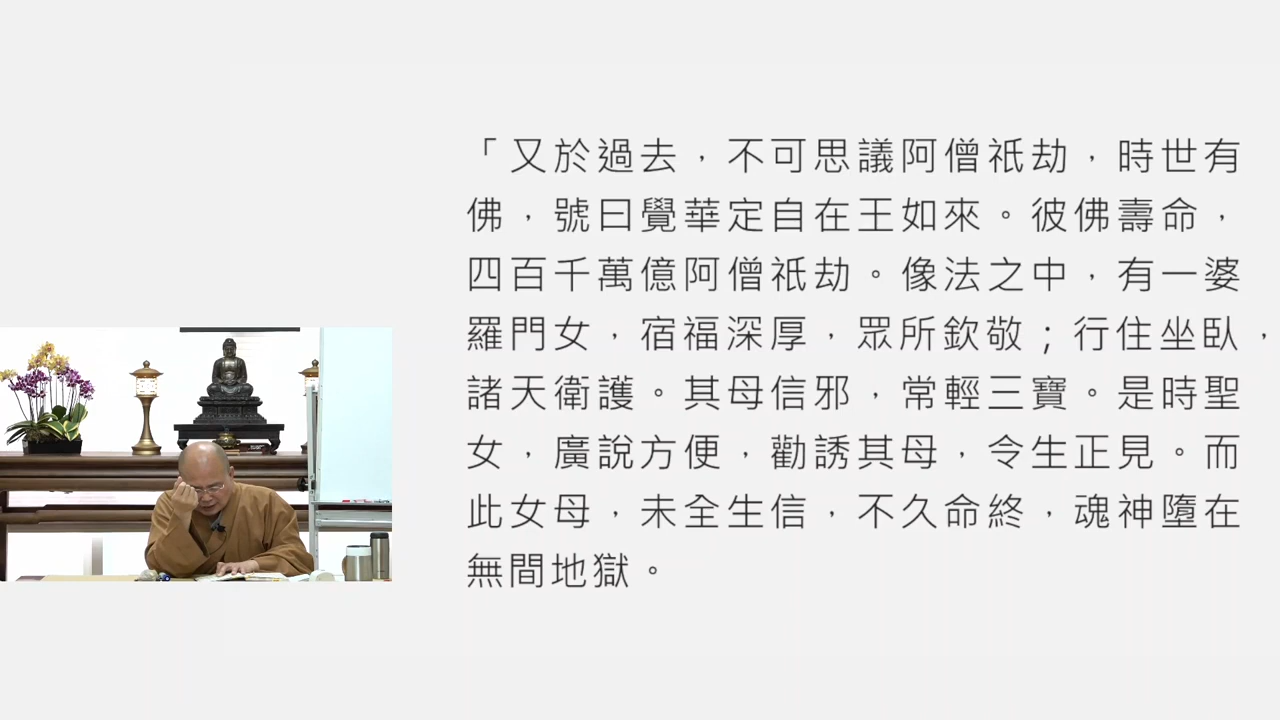 「又於過去，不可思議阿僧祇劫，時世有
佛，號曰覺華定自在王如來。彼佛壽命，
四百千萬億阿僧祇劫。像法之中，有一婆
羅門女，宿福深厚，眾所欽敬；行住坐臥，
諸天衛護。其母信邪，常輕三寶。是時聖
女，廣說方便，勸誘其母，令生正見。而
此女母，未全生信，不久命終，魂神墮在
無間地獄。